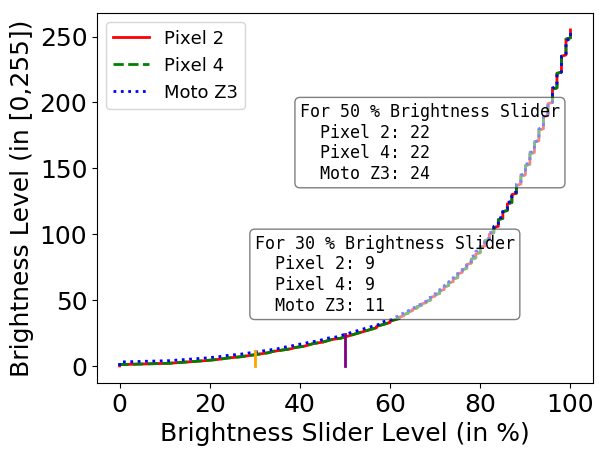 Pixel 2
Pixel 4
Moto Z3
For 50 % Brightness Slider
Pixel 2: 22
Pixel 4: 22
Moto Z3: 24
For 30 % Brightness Slider
Pixel 2: 9
Pixel 4: 9
Moto Z3: 11
Brightness Level (in [0,255])
250
200
150
100
50
0
0 20 40 60 80 100
Brightness Slider Level (in %)